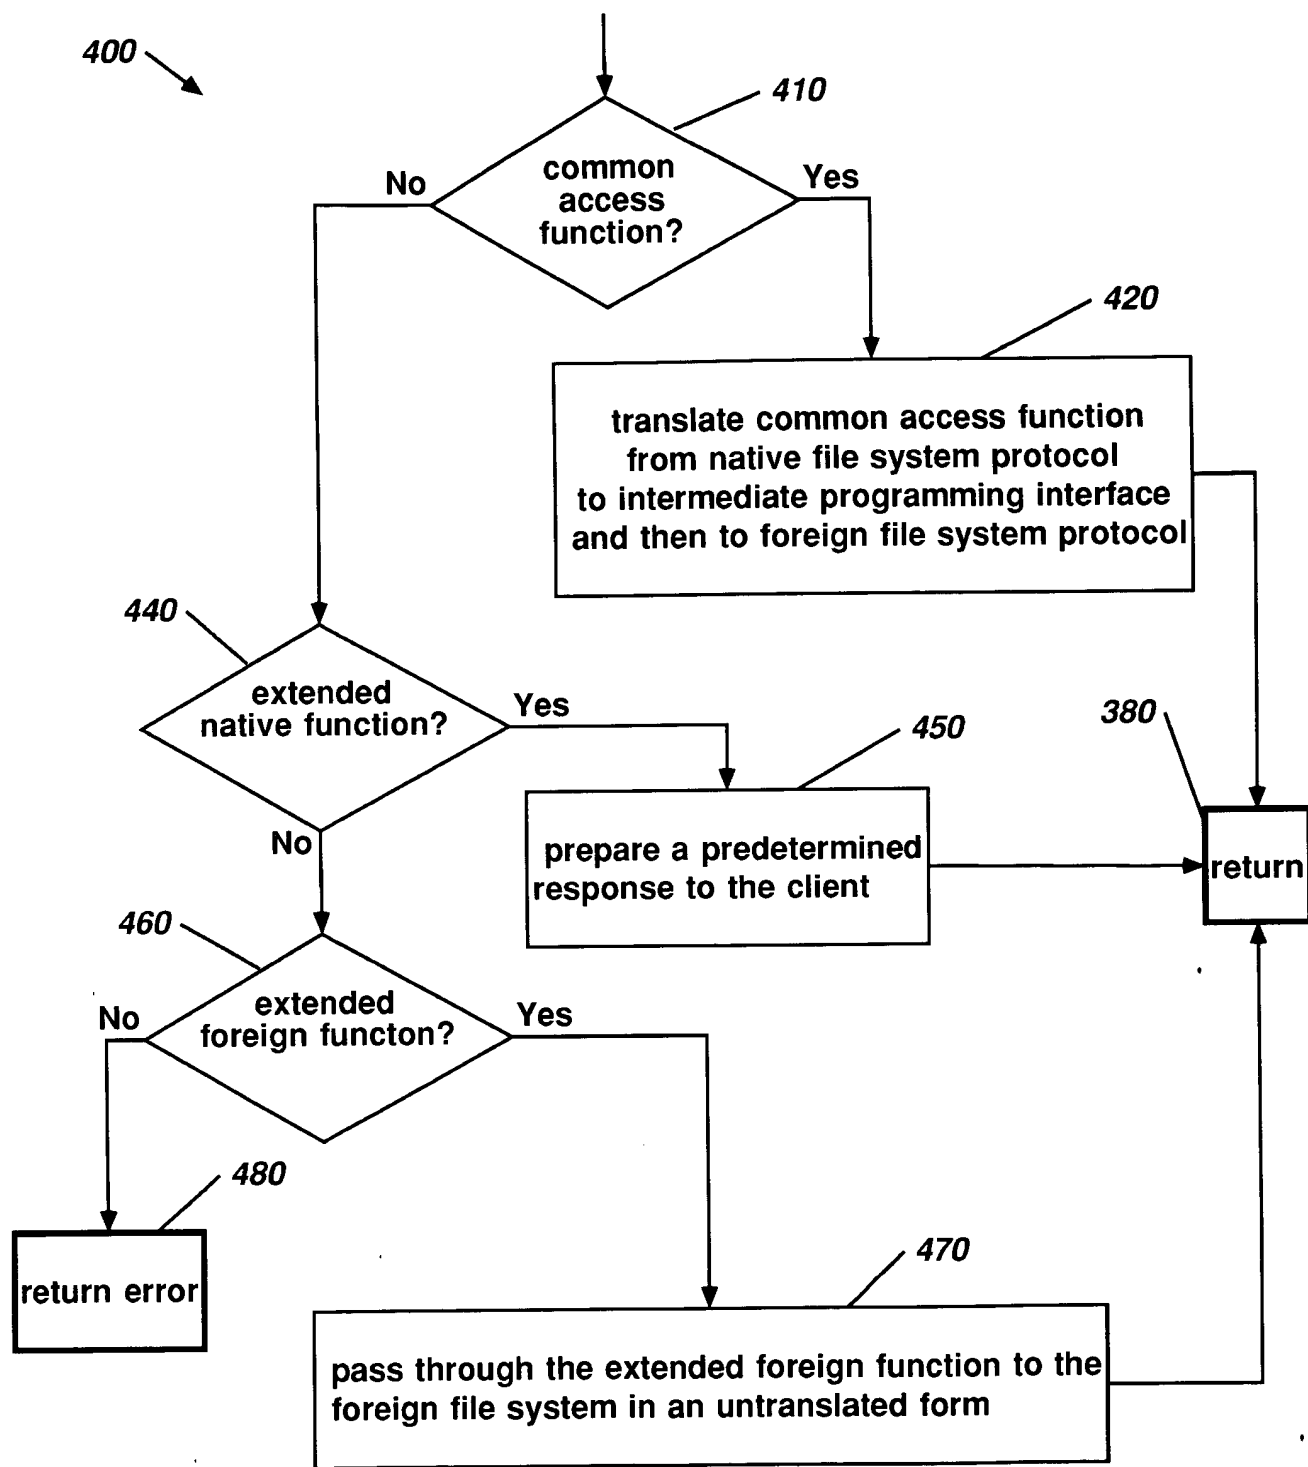 400
410
common
access
function?
No
Yes
420
translate common access function
from native file system protocol
to intermediate programming interface
and then to foreign file system protocol
440
extended
native function?
Yes
450
380
No
prepare a predetermined
response to the client
return
460
extended
foreign functon?
No
Yes
480
return error
470
pass through the extended foreign function to the
foreign file system in an untranslated form